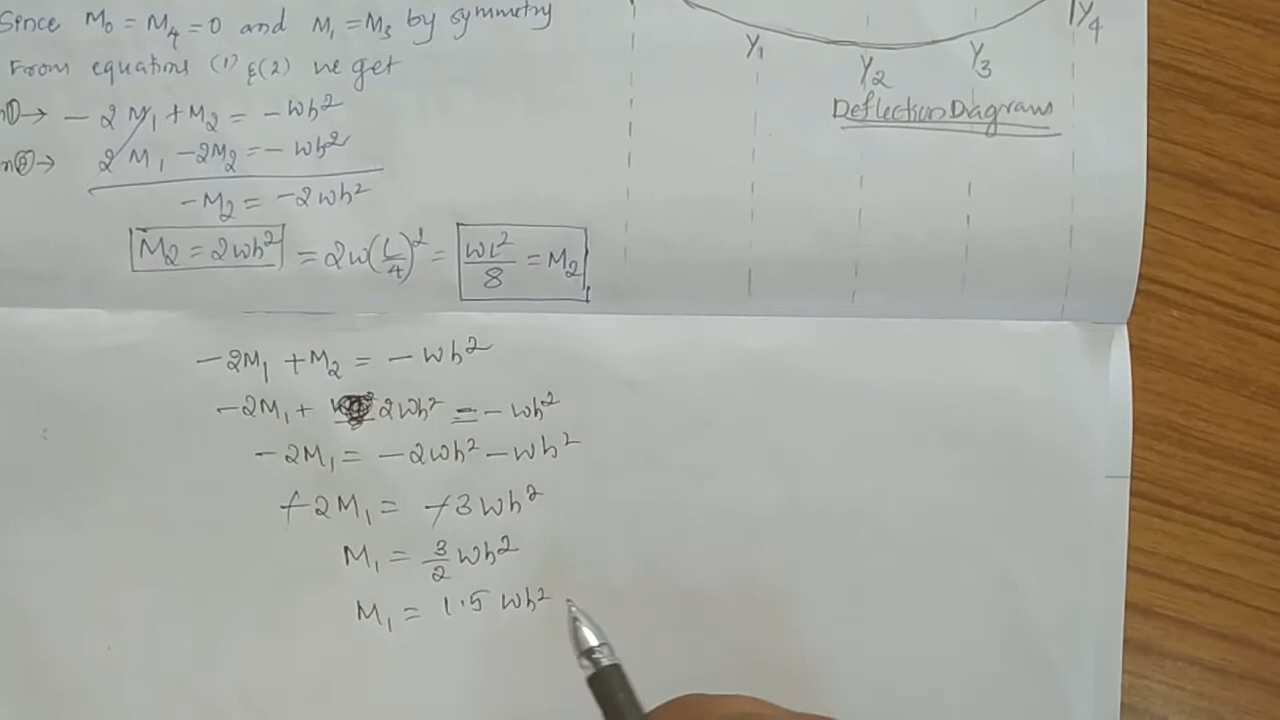 Since M₀ = M₄ = 0 and M₁ = M₃ by symmetry
From equations (1) & (2) we get
① → - 2M₁ + M₂ = - wh²
② → 2M₁ - 2M₂ = - wh²
-M₂ = -2wh²
M₂ = 2wh² = 2w(L/4)² = wL²/8 = M₂
-2M₁ + M₂ = - wh²
-2M₁ + 2wh² = - wh²
-2M₁ = -2wh² - wh²
+2M₁ = +3wh²
M₁ = 3/2 wh²
M₁ = 1.5 wh²
Y₁
Y₂
Y₃
Y₄
Deflection Diagram